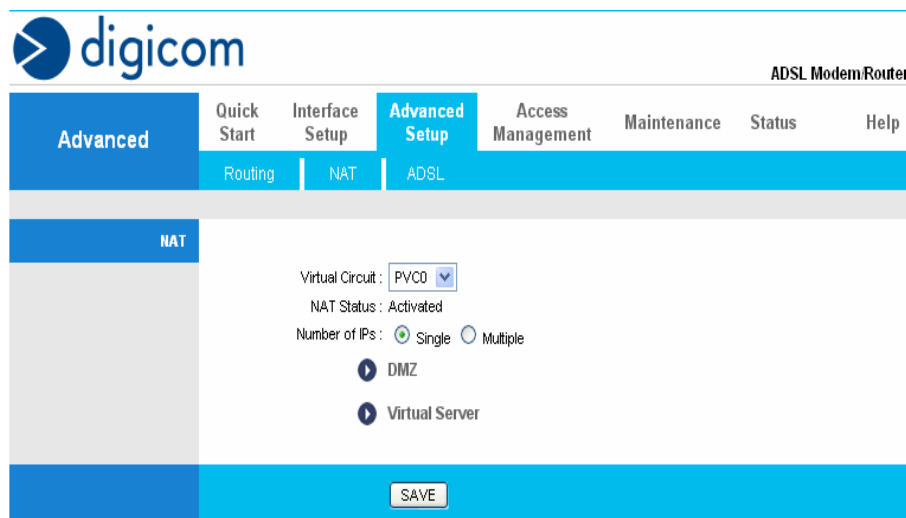 digicom
ADSL Modem/Router
Advanced
Quick Start
Interface Setup
Advanced Setup
Access Management
Maintenance
Status
Help
Routing
NAT
ADSL
NAT
Virtual Circuit : PVC0
NAT Status : Activated
Number of IPs : Single Multiple
DMZ
Virtual Server
SAVE